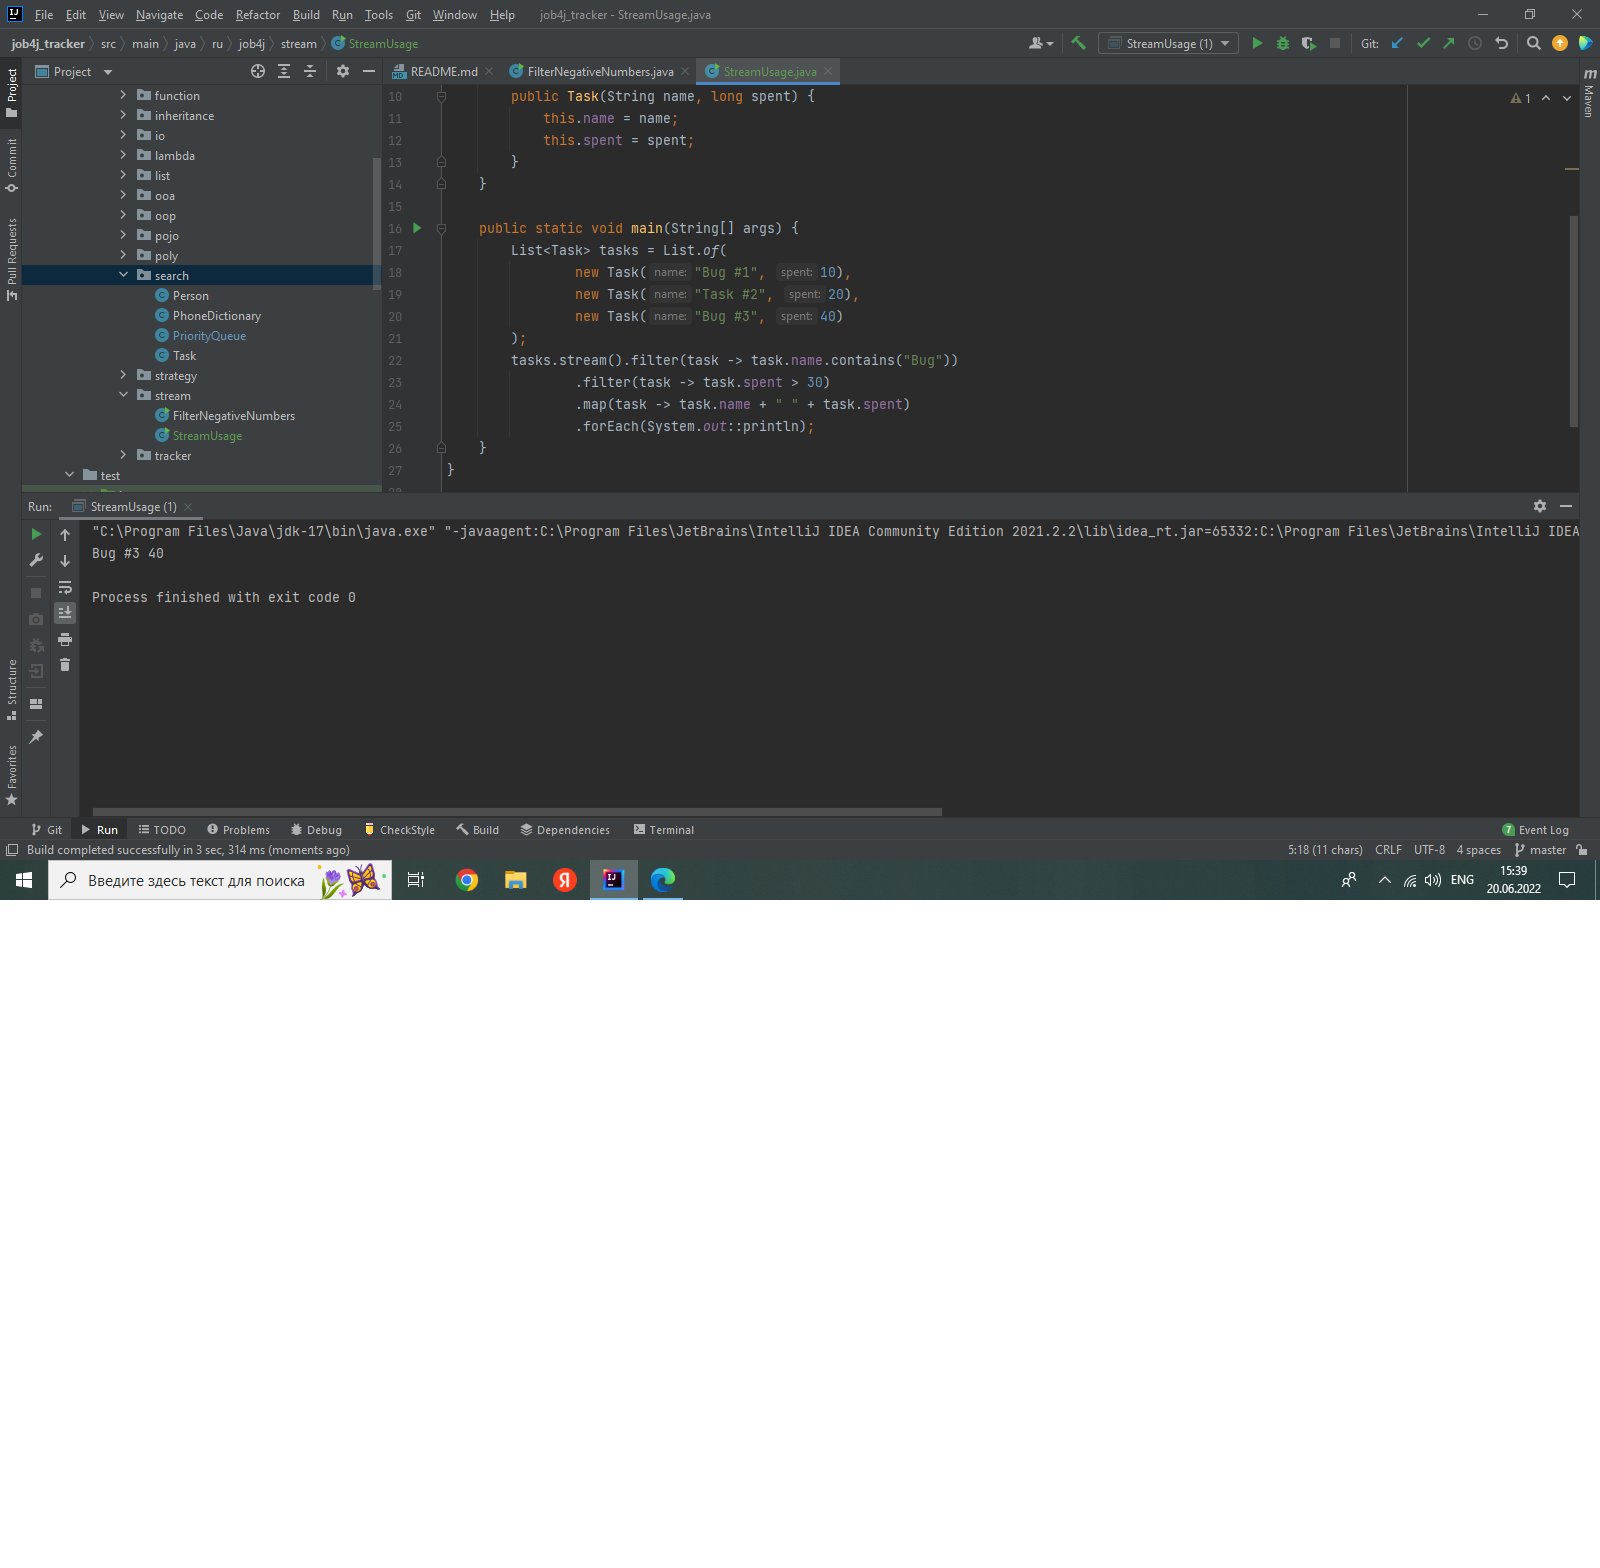 File Edit View Navigate Code Refactor Build Run Tools Git Window Help job4j_tracker - StreamUsage.java
job4j_tracker src main java ru job4j stream StreamUsage StreamUsage (1) Git:
Project README.md FilterNegativeNumbers.java StreamUsage.java
Project
Commit
Pull Requests
Structure
Favorites
Maven
function
inheritance
io
lambda
list
ooa
oop
pojo
poly
search
Person
PhoneDictionary
PriorityQueue
Task
strategy
stream
FilterNegativeNumbers
StreamUsage
tracker
test
1
10 public Task(String name, long spent) {
11 this.name = name;
12 this.spent = spent;
13 }
14 }
15
16 public static void main(String[] args) {
17 List<Task> tasks = List.of(
18 new Task( name: "Bug #1", spent: 10),
19 new Task( name: "Task #2", spent: 20),
20 new Task( name: "Bug #3", spent: 40)
21 );
22 tasks.stream().filter(task -> task.name.contains("Bug"))
23 .filter(task -> task.spent > 30)
24 .map(task -> task.name + " " + task.spent)
25 .forEach(System.out::println);
26 }
27 }
28
Run: StreamUsage (1)
"C:\Program Files\Java\jdk-17\bin\java.exe" "-javaagent:C:\Program Files\JetBrains\IntelliJ IDEA Community Edition 2021.2.2\lib\idea_rt.jar=65332:C:\Program Files\JetBrains\IntelliJ IDEA
Bug #3 40
Process finished with exit code 0
Git Run TODO Problems Debug CheckStyle Build Dependencies Terminal 7 Event Log
Build completed successfully in 3 sec, 314 ms (moments ago) 5:18 (11 chars) CRLF UTF-8 4 spaces master
Введите здесь текст для поиска ENG 15:39
20.06.2022